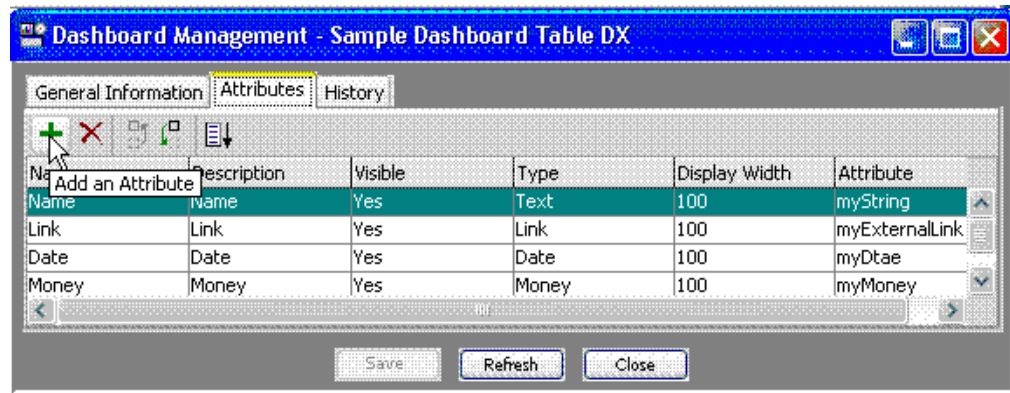 Dashboard Management - Sample Dashboard Table DX
General Information Attributes History
Na Description Visible Type Display Width Attribute
Add an Attribute
Name Name Yes Text 100 myString
Link Link Yes Link 100 myExternalLink
Date Date Yes Date 100 myDtae
Money Money Yes Money 100 myMoney
Save Refresh Close